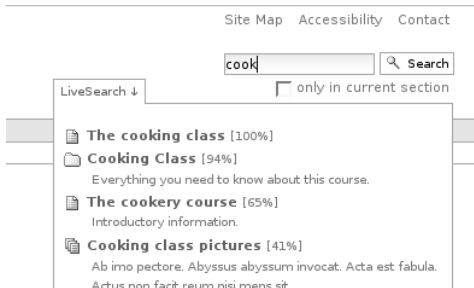 Site Map Accessibility Contact
cook Search
LiveSearch ↓ only in current section
The cooking class [100%]
Cooking Class [94%]
Everything you need to know about this course.
The cookery course [65%]
Introductory information.
Cooking class pictures [41%]
Ab imo pectore. Abyssus abyssum invocat. Acta est fabula.
Actus non facit reum nisi mens sit